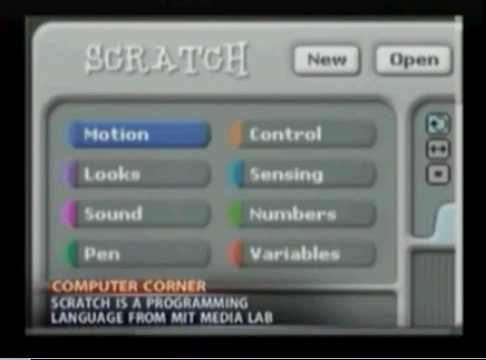 SCRATCH New Open
Motion Control
Looks Sensing
Sound Numbers
Pen Variables
COMPUTER CORNER
SCRATCH IS A PROGRAMMING
LANGUAGE FROM MIT MEDIA LAB